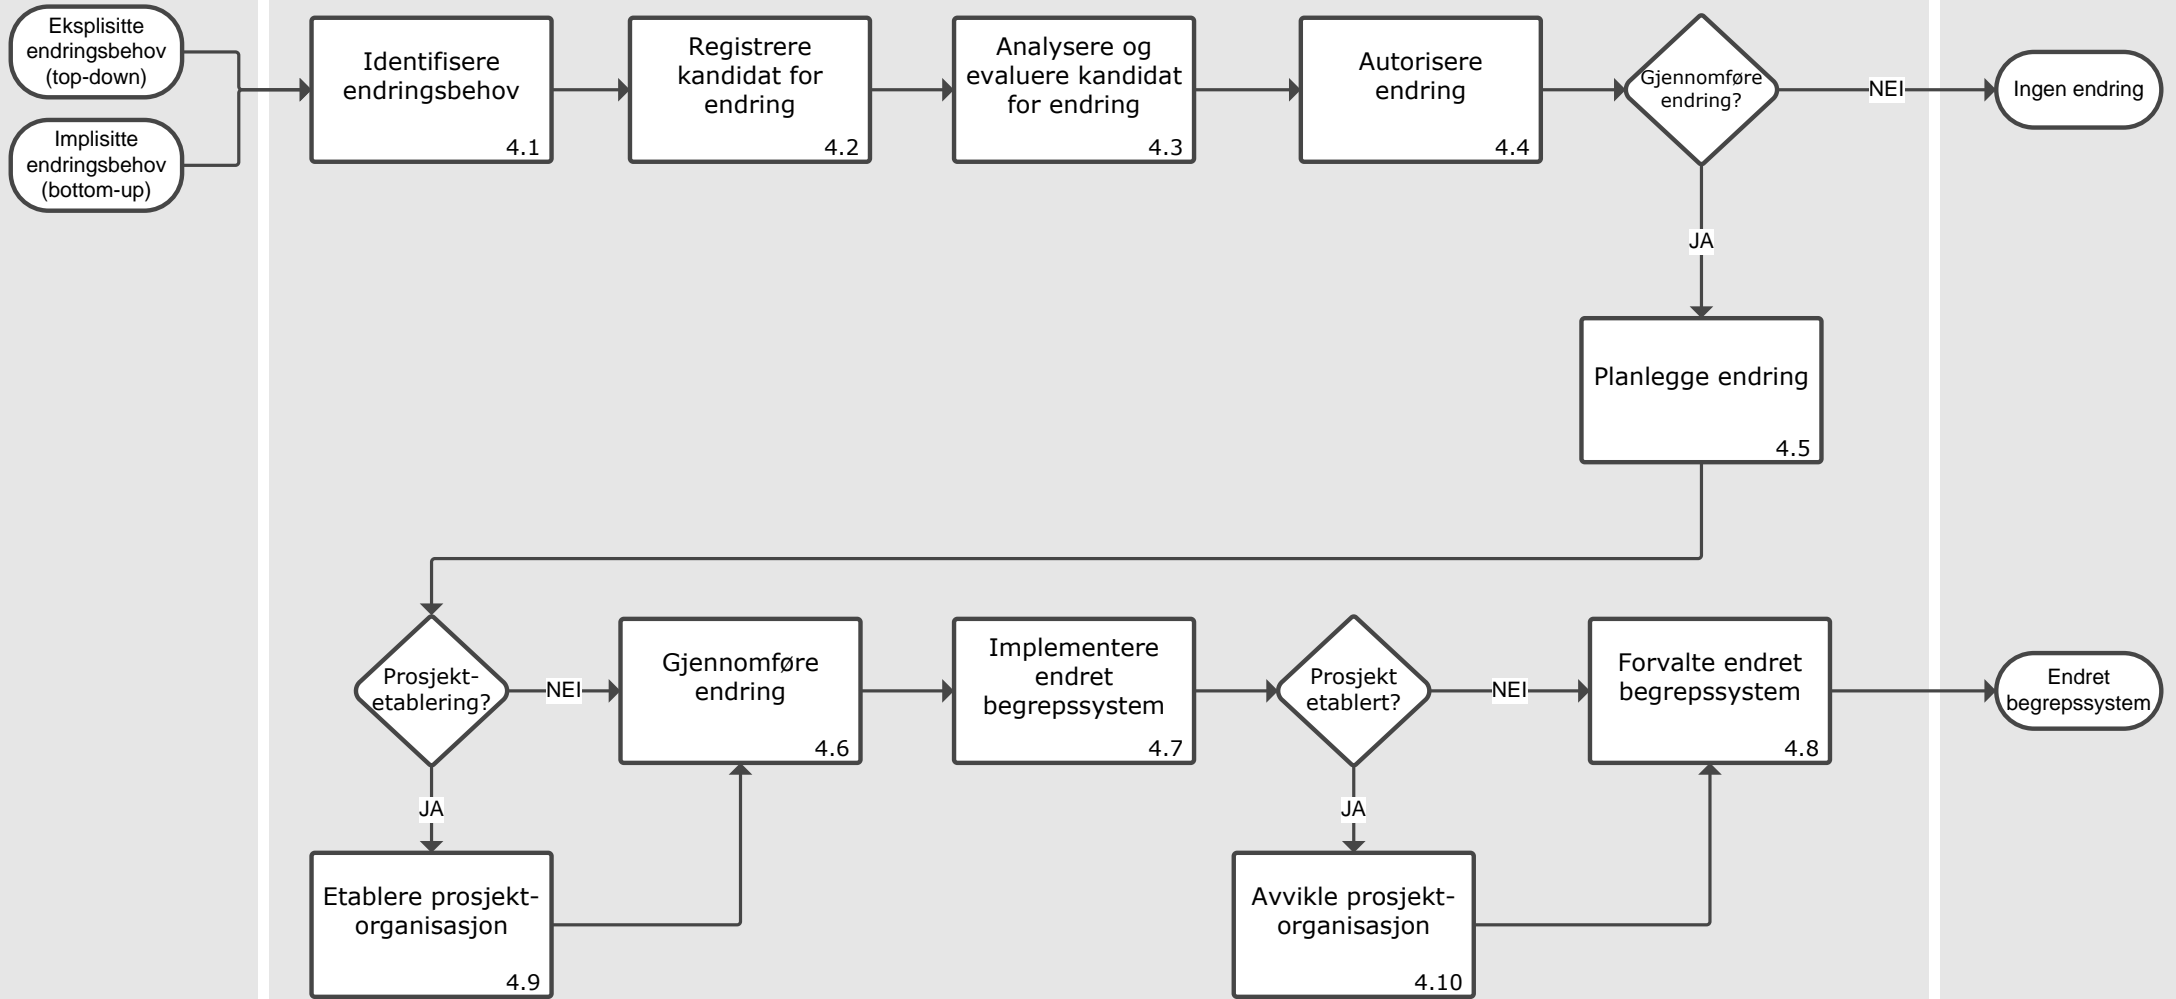 Eksplisitte
endringsbehov
(top-down)
Implisitte
endringsbehov
(bottom-up)
Identifisere
endringsbehov
4.1
Registrere
kandidat for
endring
4.2
Analysere og
evaluere kandidat
for endring
4.3
Autorisere
endring
4.4
Gjennomføre
endring?
NEI
Ingen endring
JA
Planlegge endring
4.5
Prosjekt-
etablering?
NEI
Gjennomføre
endring
4.6
Implementere
endret
begrepssystem
4.7
Prosjekt
etablert?
NEI
Forvalte endret
begrepssystem
4.8
Endret
begrepssystem
JA
Etablere prosjekt-
organisasjon
4.9
JA
Avvikle prosjekt-
organisasjon
4.10